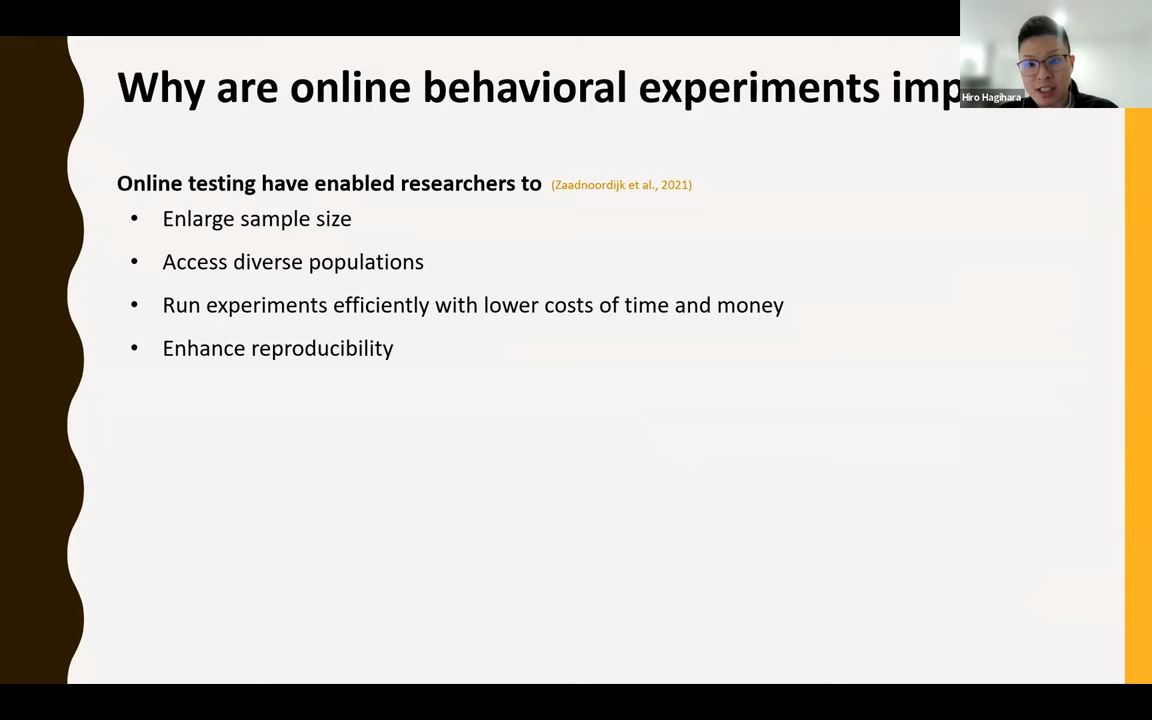 Why are online behavioral experiments imp
Hiro Hagihara
Online testing have enabled researchers to (Zaadnoordijk et al., 2021)
• Enlarge sample size
• Access diverse populations
• Run experiments efficiently with lower costs of time and money
• Enhance reproducibility